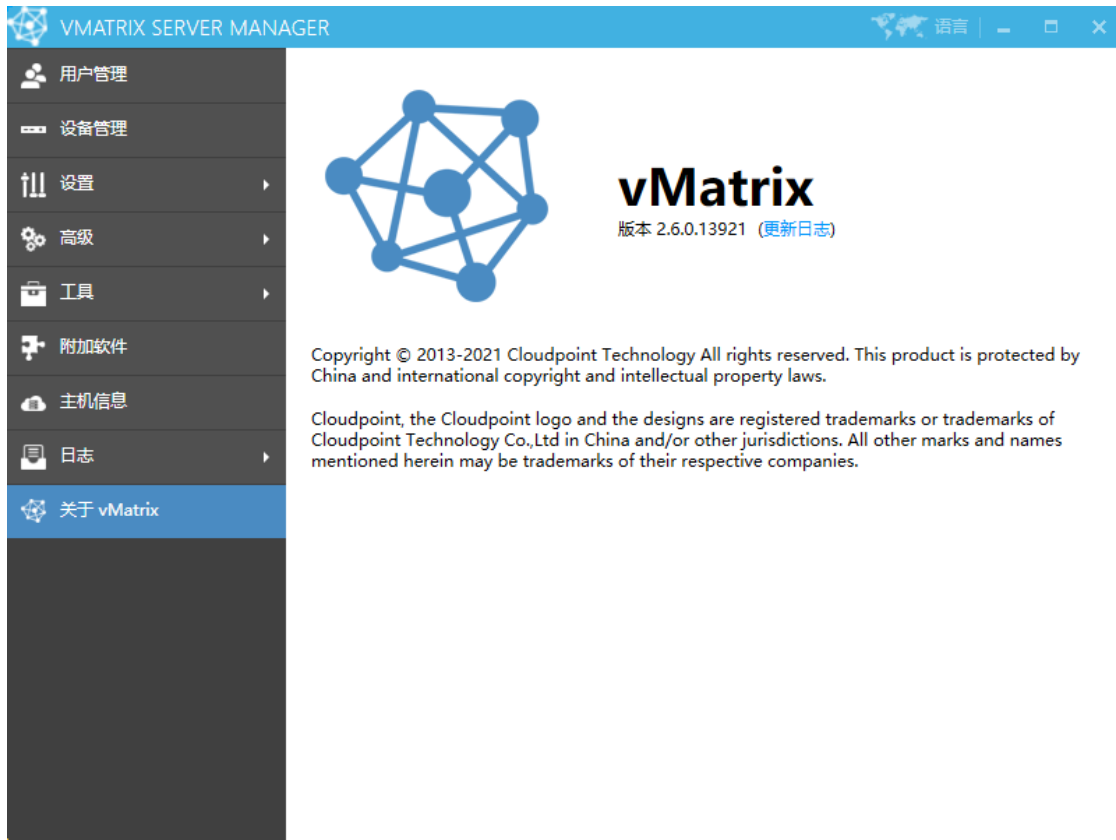 VMATRIX SERVER MANAGER
语言
用户管理
设备管理
设置
高级
工具
附加软件
主机信息
日志
关于 vMatrix
vMatrix
版本 2.6.0.13921 (更新日志)
Copyright © 2013-2021 Cloudpoint Technology All rights reserved. This product is protected by
China and international copyright and intellectual property laws.
Cloudpoint, the Cloudpoint logo and the designs are registered trademarks or trademarks of
Cloudpoint Technology Co.,Ltd in China and/or other jurisdictions. All other marks and names
mentioned herein may be trademarks of their respective companies.